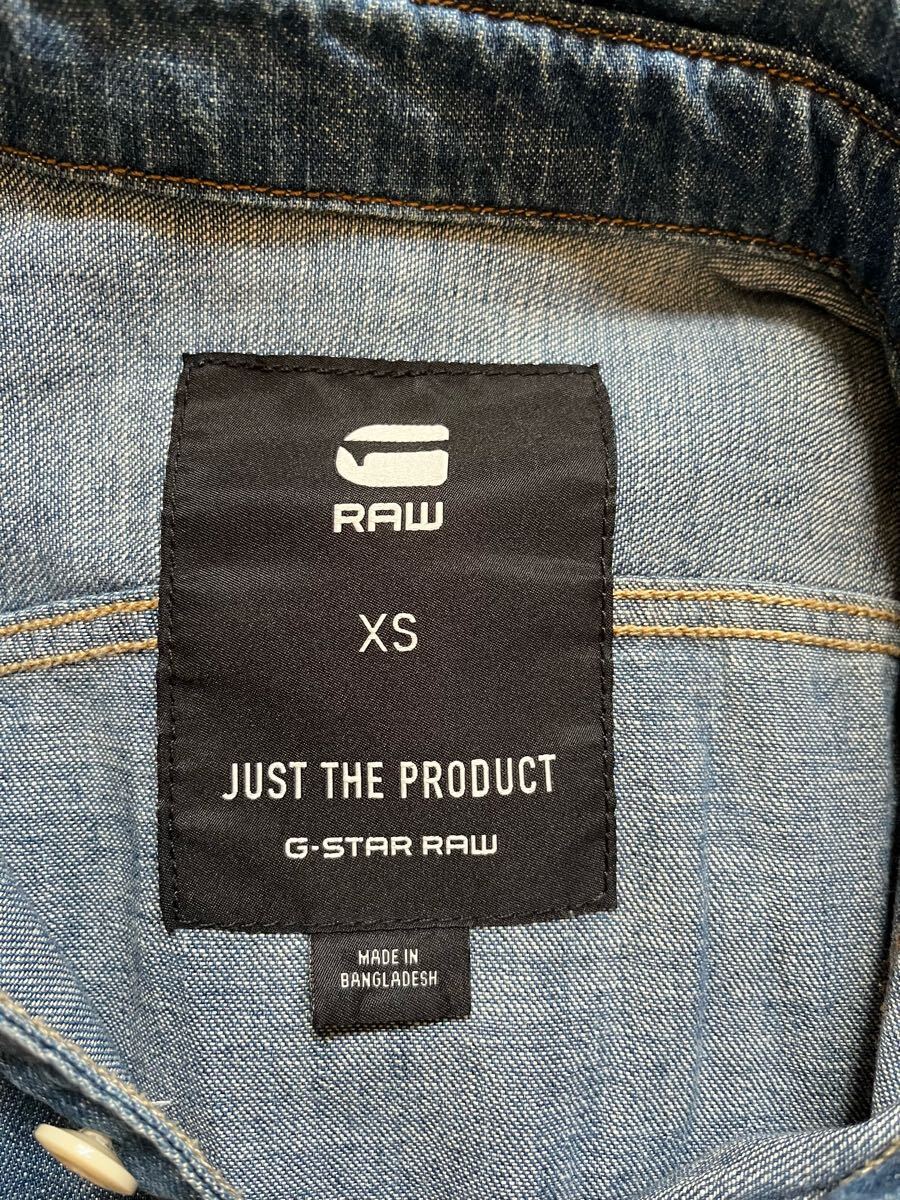 G
RAW
XS
JUST THE PRODUCT
G-STAR RAW
MADE IN
BANGLADESH